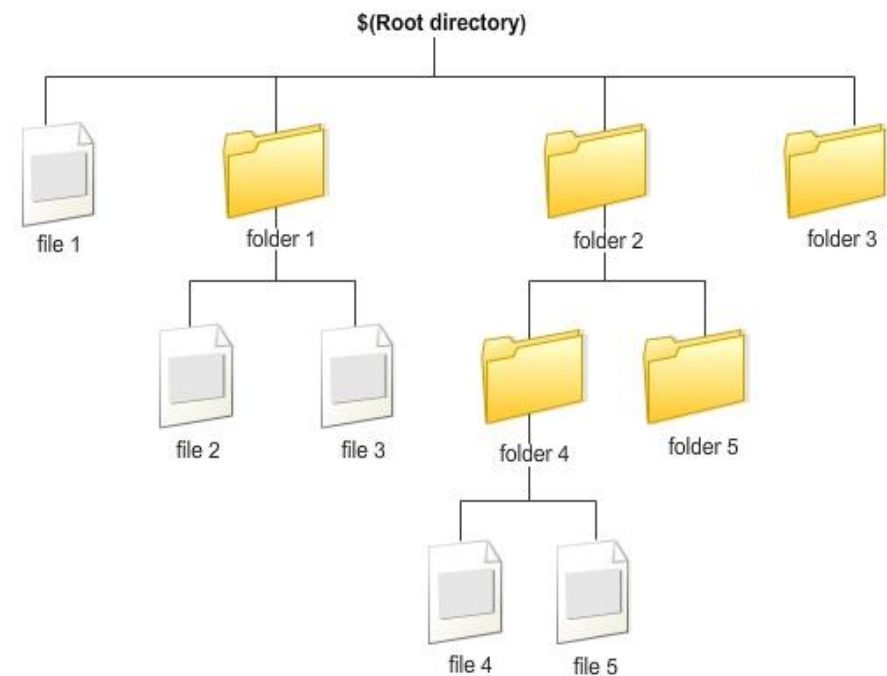 $(Root directory)
file 1
folder 1
folder 2
folder 3
file 2
file 3
folder 4
folder 5
file 4
file 5